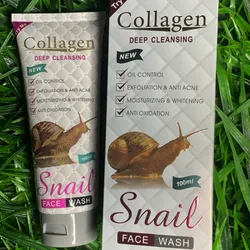 Collagen
DEEP CLEANSING
NEW
OIL CONTROL
EXFOLIATION & ANTI ACNE
MOISTURIZING & WHITENING
ANTI OXIDATION
100ml
Snail
FACE WASH
Try
Collagen
DEEP CLEANSING
NEW
OIL CONTROL
EXFOLIATION & ANTI ACNE
MOISTURIZING & WHITENING
ANTI OXIDATION
100ml
Snail
FACE WASH